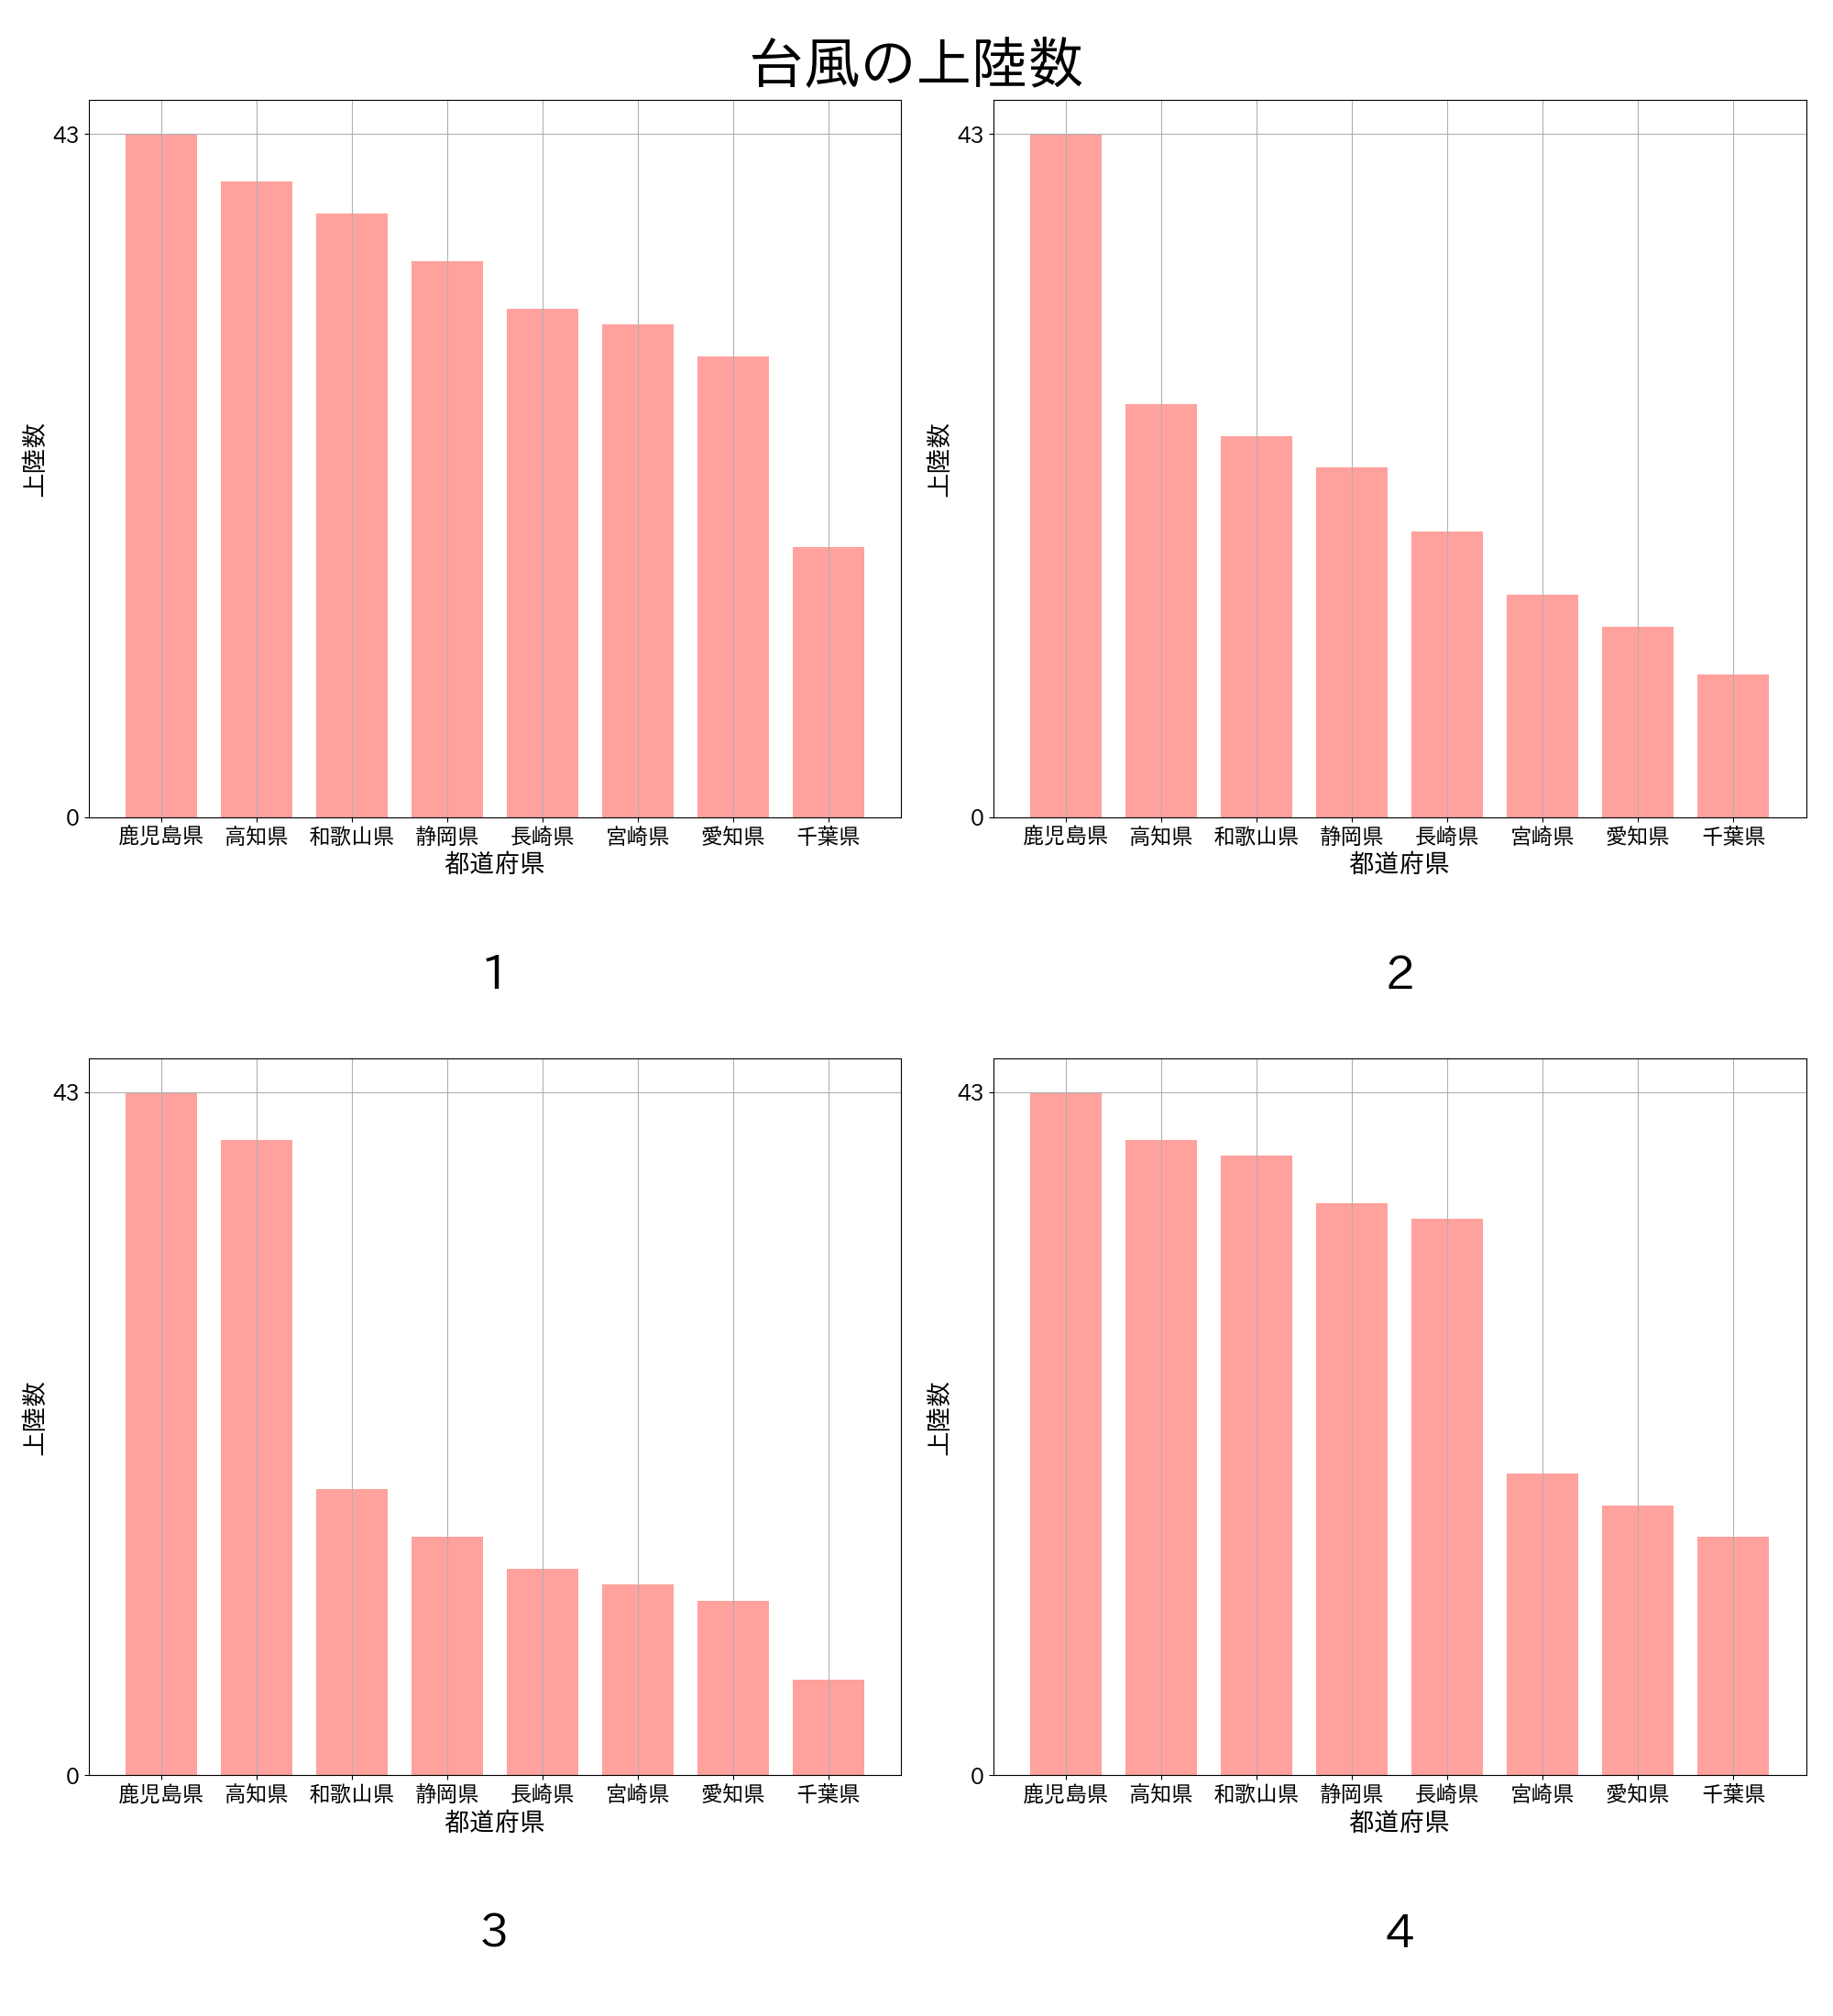 台風の上陸数
43
0
上陸数
鹿児島県 高知県 和歌山県 静岡県 長崎県 宮崎県 愛知県 千葉県
都道府県
1
43
0
上陸数
鹿児島県 高知県 和歌山県 静岡県 長崎県 宮崎県 愛知県 千葉県
都道府県
2
43
0
上陸数
鹿児島県 高知県 和歌山県 静岡県 長崎県 宮崎県 愛知県 千葉県
都道府県
3
43
0
上陸数
鹿児島県 高知県 和歌山県 静岡県 長崎県 宮崎県 愛知県 千葉県
都道府県
4